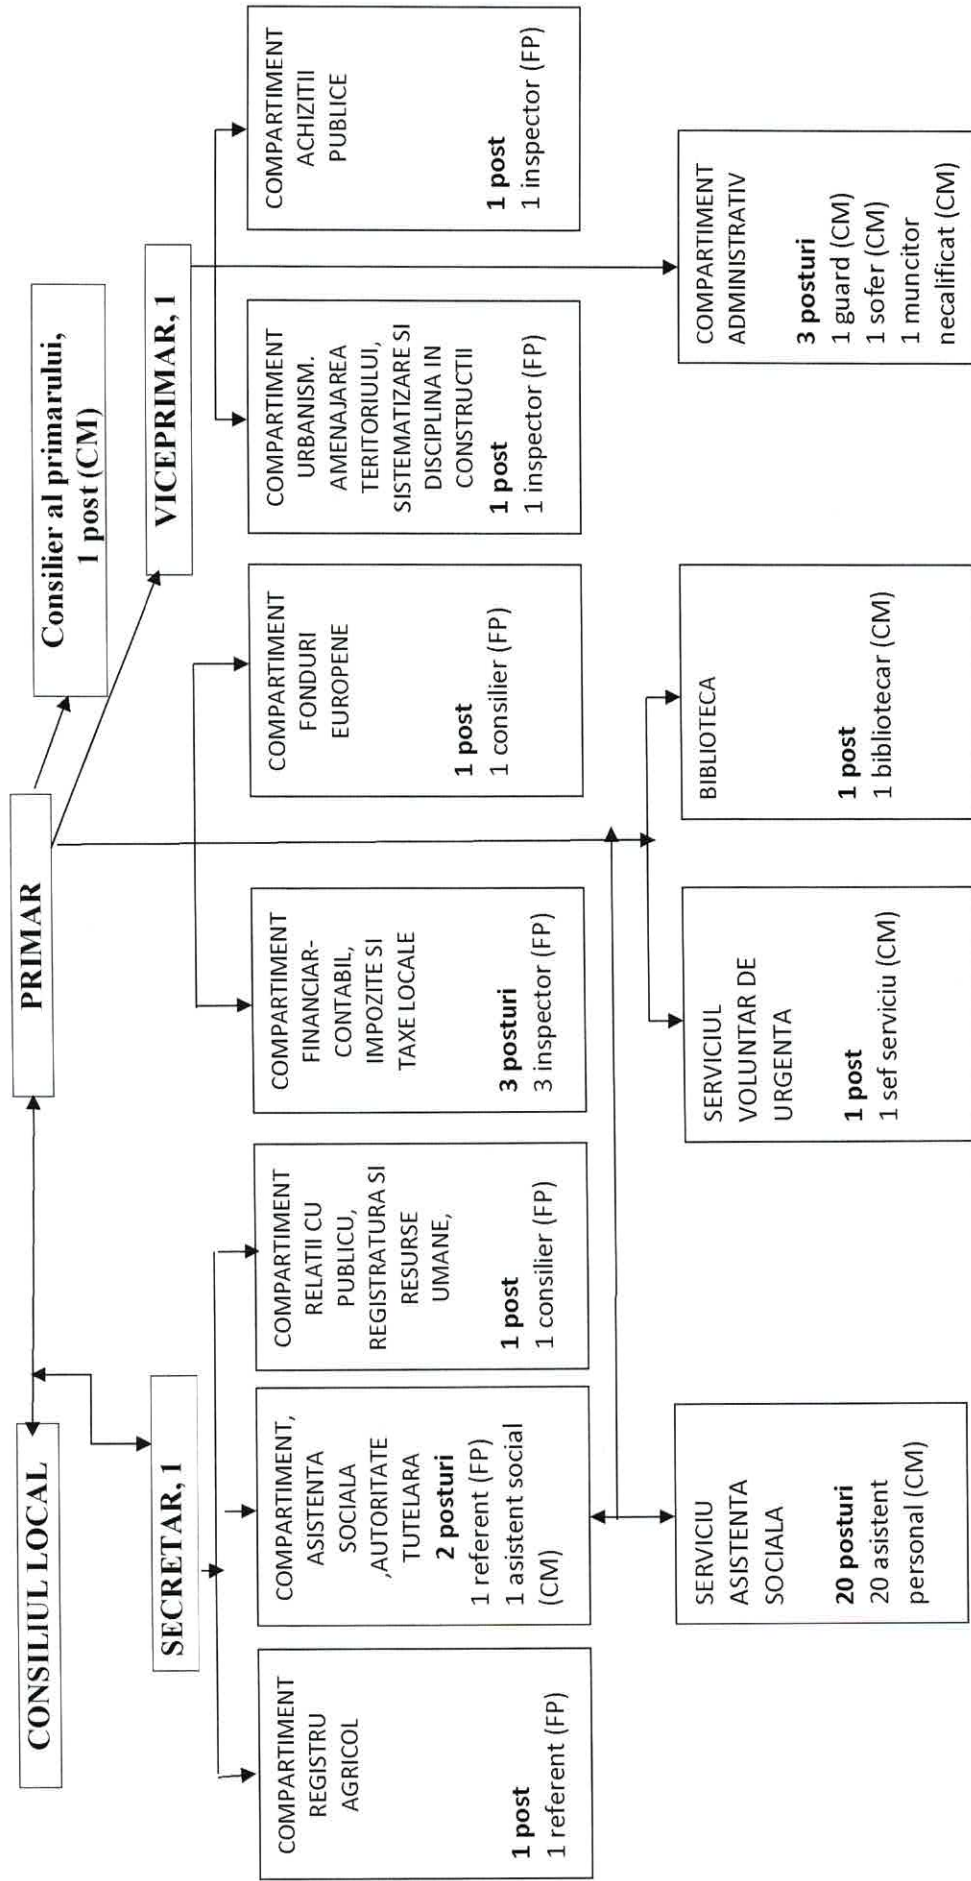 CONSILIUL LOCAL
PRIMAR
Consilier al primarului,
1 post (CM)
SECRETAR, 1
VICEPRIMAR, 1
COMPARTIMENT
REGISTRU
AGRICOL
1 post
1 referent (FP)
COMPARTIMENT,
ASISTENTA
SOCIALA
,AUTORITATE
TUTELARA
2 posturi
1 referent (FP)
1 asistent social
(CM)
COMPARTIMENT
RELATII CU
PUBLICU,
REGISTRATURA SI
RESURSE
UMANE,
1 post
1 consilier (FP)
COMPARTIMENT
FINANCIAR-
CONTABIL,
IMPOZITE SI
TAXE LOCALE
3 posturi
3 inspector (FP)
COMPARTIMENT
FONDURI
EUROPENE
1 post
1 consilier (FP)
COMPARTIMENT
URBANISM.
AMENAJAREA
TERITORIULUI,
SISTEMATIZARE SI
DISCIPLINA IN
CONSTRUCTII
1 post
1 inspector (FP)
COMPARTIMENT
ACHIZITII
PUBLICE
1 post
1 inspector (FP)
SERVICIU
ASISTENTA
SOCIALA
20 posturi
20 asistent
personal (CM)
SERVICIUL
VOLUNTAR DE
URGENTA
1 post
1 sef serviciu (CM)
BIBLIOTECA
1 post
1 bibliotecar (CM)
COMPARTIMENT
ADMINISTRATIV
3 posturi
1 guard (CM)
1 sofer (CM)
1 muncitor
necalificat (CM)